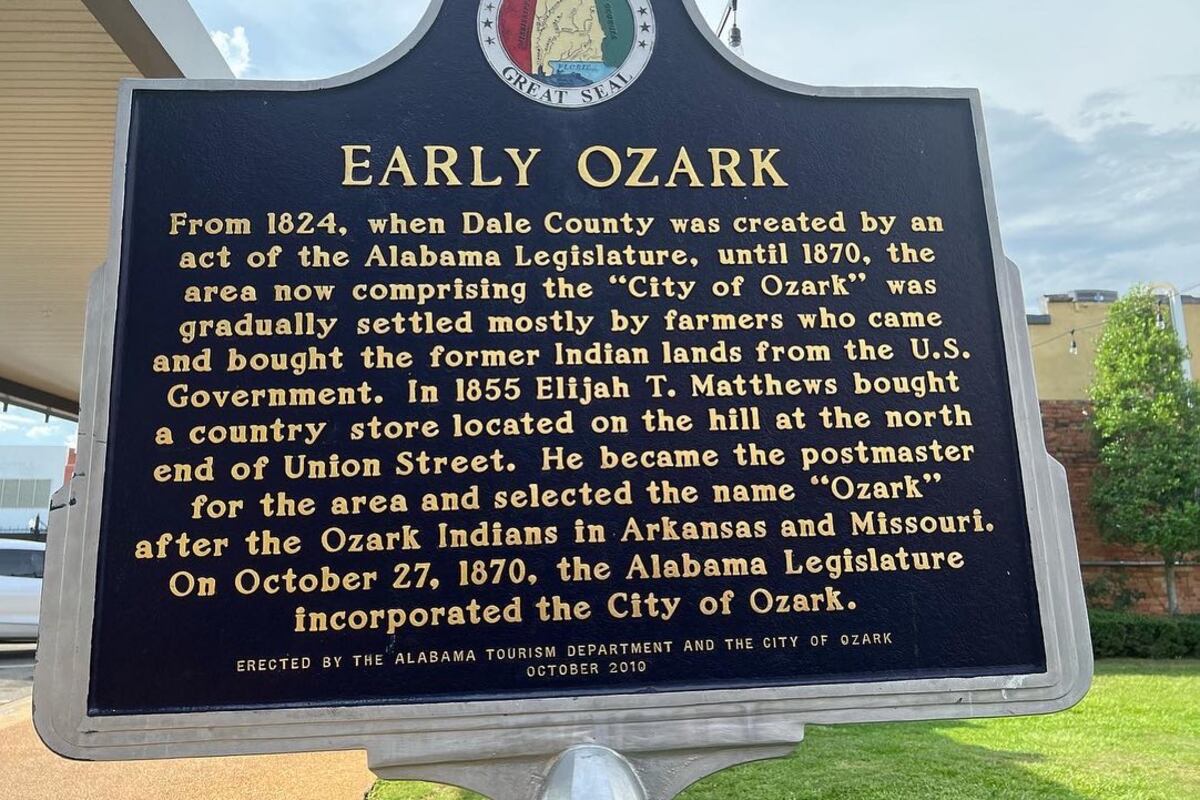 GREAT SEAL
EARLY OZARK
From 1824, when Dale County was created by an
act of the Alabama Legislature, until 1870, the
area now comprising the “City of Ozark” was
gradually settled mostly by farmers who came
and bought the former Indian lands from the U.S.
Government. In 1855 Elijah T. Matthews bought
a country store located on the hill at the north
end of Union Street. He became the postmaster
for the area and selected the name “Ozark”
after the Ozark Indians in Arkansas and Missouri.
On October 27, 1870, the Alabama Legislature
incorporated the City of Ozark.
ERECTED BY THE ALABAMA TOURISM DEPARTMENT AND THE CITY OF OZARK
OCTOBER 2010